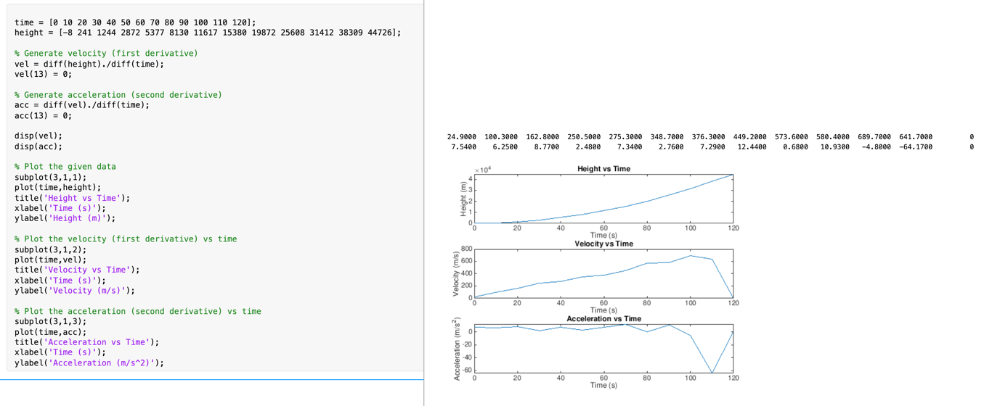 time = [0 10 20 30 40 50 60 70 80 90 100 110 120];
height = [-8 241 1244 2872 5377 8130 11617 15380 19872 25608 31412 38309 44726];
% Generate velocity (first derivative)
vel = diff(height)./diff(time);
vel(13) = 0;
% Generate acceleration (second derivative)
acc = diff(vel)./diff(time);
acc(13) = 0;
disp(vel);
disp(acc);
% Plot the given data
subplot(3,1,1);
plot(time,height);
title('Height vs Time');
xlabel('Time (s)');
ylabel('Height (m)');
% Plot the velocity (first derivative) vs time
subplot(3,1,2);
plot(time,vel);
title('Velocity vs Time');
xlabel('Time (s)');
ylabel('Velocity (m/s)');
% Plot the acceleration (second derivative) vs time
subplot(3,1,3);
plot(time,acc);
title('Acceleration vs Time');
xlabel('Time (s)');
ylabel('Acceleration (m/s^2)');
24.9000 100.3000 162.8000 250.5000 275.3000 348.7000 376.3000 449.2000 573.6000 580.4000 689.7000 641.7000 0
7.5400 6.2500 8.7700 2.4800 7.3400 2.7600 7.2900 12.4400 0.6800 10.9300 -4.8000 -64.1700 0
Height vs Time
×10⁴
Height (m)
4
3
2
1
0
0 20 40 60 80 100 120
Time (s)
Velocity vs Time
Velocity (m/s)
800
600
400
200
0
0 20 40 60 80 100 120
Time (s)
Acceleration vs Time
Acceleration (m/s²)
0
-20
-40
-60
0 20 40 60 80 100 120
Time (s)